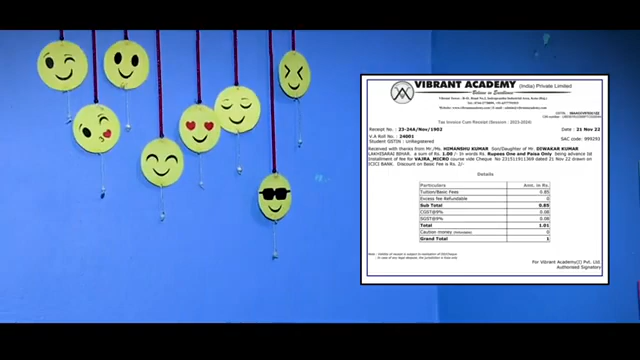 VIBRANT ACADEMY (India) Private Limited
Believe in Excellence
Tax Invoice Cum Receipt (Session : 2023-2024)
Receipt No. : 23-24A/Nov/1902
Date : 21 Nov 22
V.A Roll No. : 24001
Student GSTIN : unRegistered
SAC code: 999293
Received with thanks from Mr./Ms. HIMANSHU KUMAR Son/Daughter of Mr. DIWAKAR KUMAR
LAKHISARAI BIHAR a sum of Rs. 1.00 /- In words Rs. Rupees One and Paisa Only being advance
Installment of fee for VAJRA_MICRO course vide Cheque No dated 21 Nov 22 drawn on
ICICI BANK. Discount on Basic Fee is Rs. 2/-
Details
Particulars Amt. in Rs.
Tuition/Basic Fees 0.85
Excess fee Refundable 0
Sub Total 0.85
CGST@9% 0.08
SGST@9% 0.08
Total 1.01
Caution money 0
Grand Total 1
For Vibrant Academy(I) Pvt. Ltd
Authorised Signatory